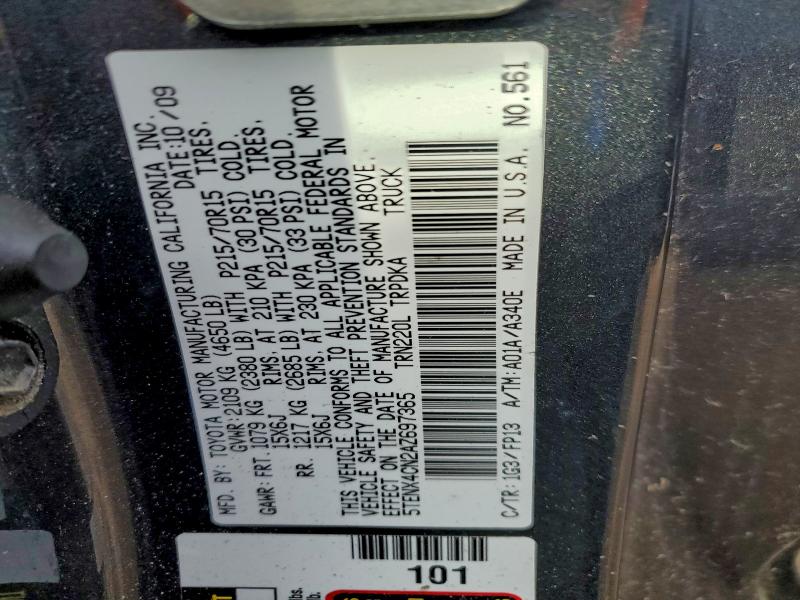 MFD. BY: TOYOTA MOTOR MANUFACTURING CALIFORNIA INC.
GVWR: 2109 KG (4650 LB) DATE: 10 /09
GAWR: FRT. 1079 KG (2380 LB) WITH P215/70R15 TIRES.
15X6J RIMS, AT 210 KPA (30 PSI) COLD.
RR. 1217 KG (2685 LB) WITH P215/70R15 TIRES.
15X6J RIMS, AT 230 KPA (33 PSI) COLD.
THIS VEHICLE CONFORMS TO ALL APPLICABLE FEDERAL MOTOR
VEHICLE SAFETY AND THEFT PREVENTION STANDARDS IN
EFFECT ON THE DATE OF MANUFACTURE SHOWN ABOVE.
5TENX4CN2AZ697365 TRN220L TRPDKA TRUCK
C/TR: 1G3/FP13 A/TM: A01A/A340E MADE IN U.S.A. NO.561
101
lbs.
lb.